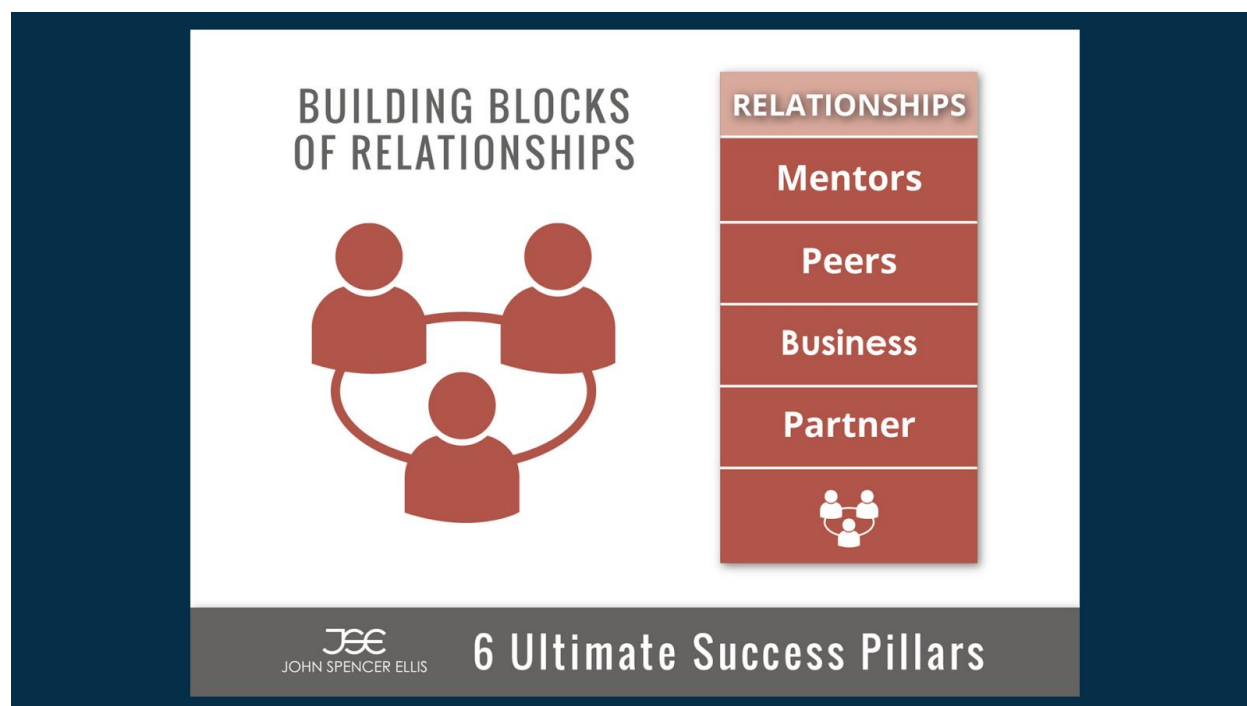 BUILDING BLOCKS
OF RELATIONSHIPS
RELATIONSHIPS
Mentors
Peers
Business
Partner
JSE
JOHN SPENCER ELLIS
6 Ultimate Success Pillars